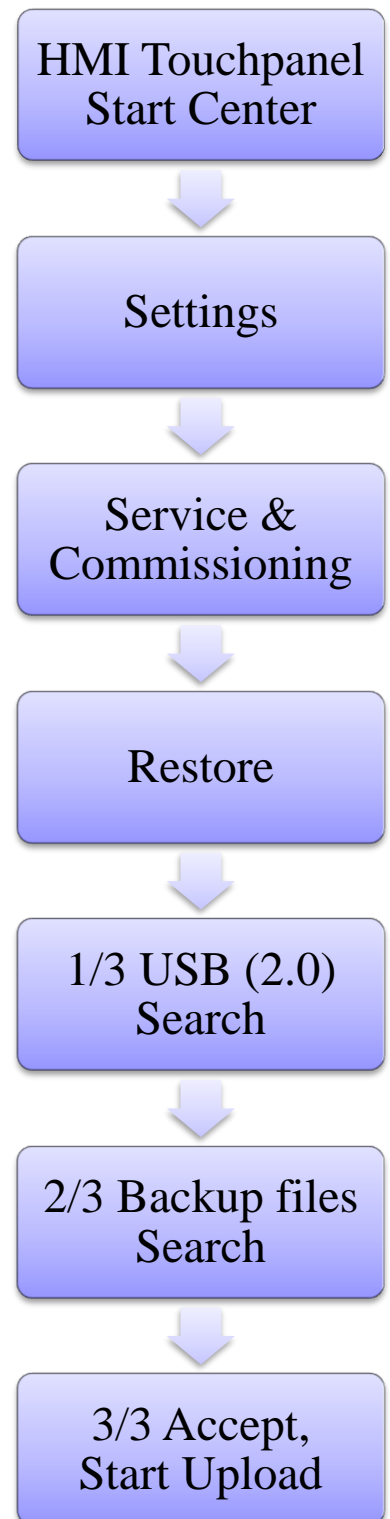 HMI Touchpanel
Start Center
Settings
Service &
Commissioning
Restore
1/3 USB (2.0)
Search
2/3 Backup files
Search
3/3 Accept,
Start Upload